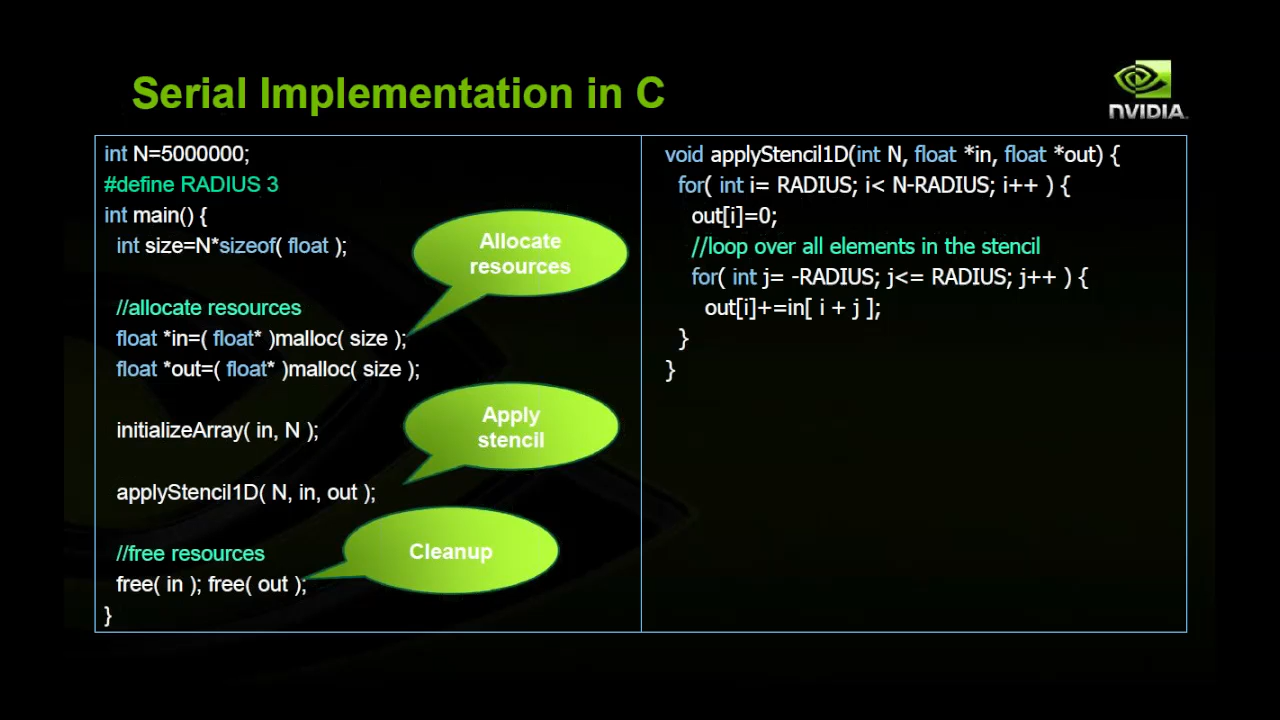 Serial Implementation in C
NVIDIA
int N=5000000;
#define RADIUS 3
int main() {
int size=N*sizeof( float );
//allocate resources
float *in=( float* )malloc( size );
float *out=( float* )malloc( size );
initializeArray( in, N );
applyStencil1D( N, in, out );
//free resources
free( in ); free( out );
}
Allocate
resources
Apply
stencil
Cleanup
void applyStencil1D(int N, float *in, float *out) {
for( int i= RADIUS; i< N-RADIUS; i++ ) {
out[i]=0;
//loop over all elements in the stencil
for( int j= -RADIUS; j<= RADIUS; j++ ) {
out[i]+=in[ i + j ];
}
}